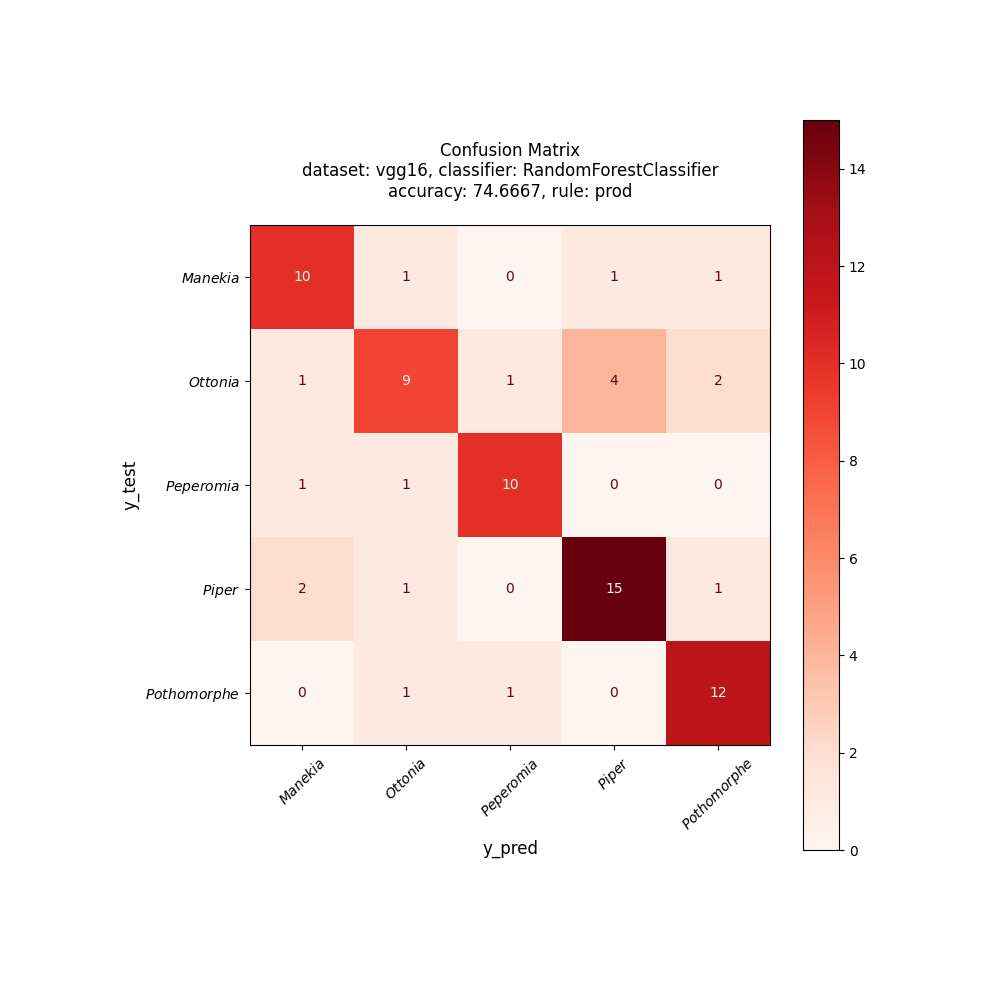 Confusion Matrix
dataset: vgg16, classifier: RandomForestClassifier
accuracy: 74.6667, rule: prod
Manekia 10 1 0 1 1
Ottonia 1 9 1 4 2
Peperomia 1 1 10 0 0
Piper 2 1 0 15 1
Pothomorphe 0 1 1 0 12
Manekia Ottonia Peperomia Piper Pothomorphe
y_test
y_pred
14
12
10
8
6
4
2
0